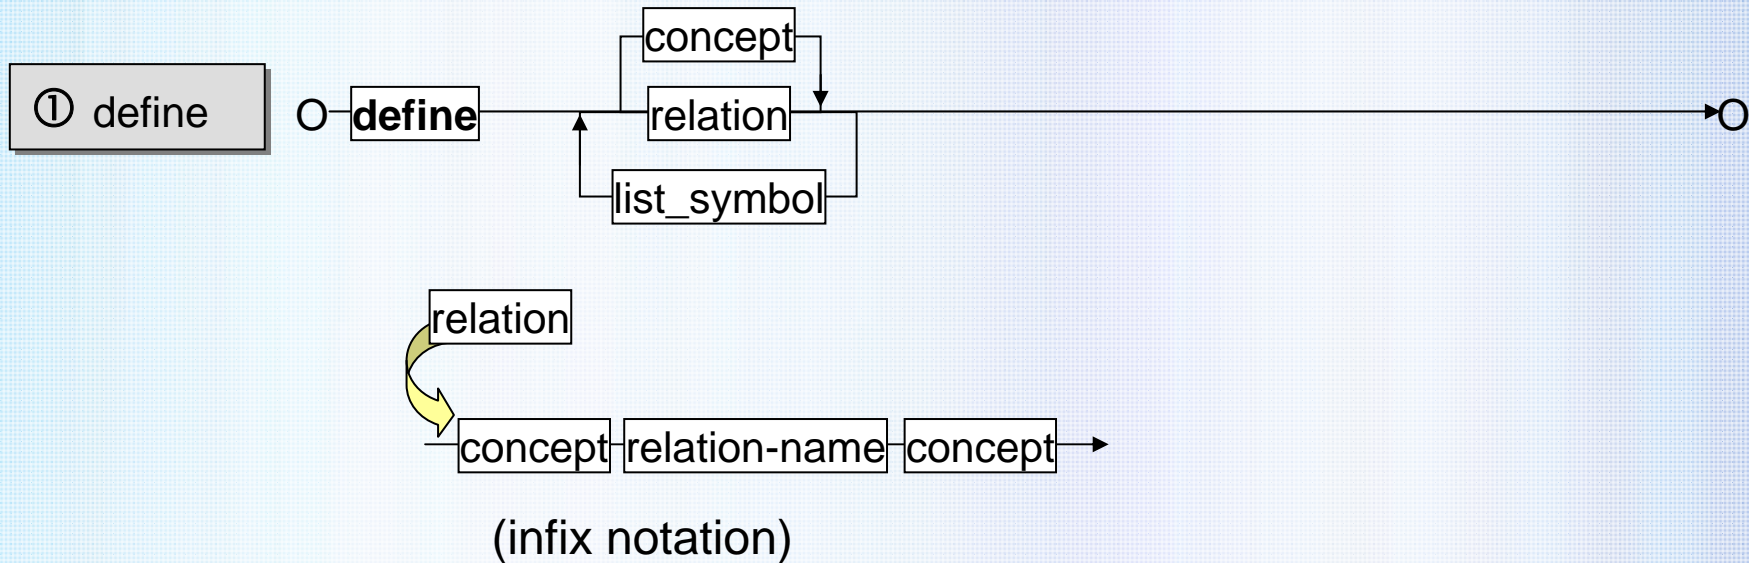 concept
① define
O
define
relation
O
list_symbol
relation
concept
relation-name
concept
(infix notation)